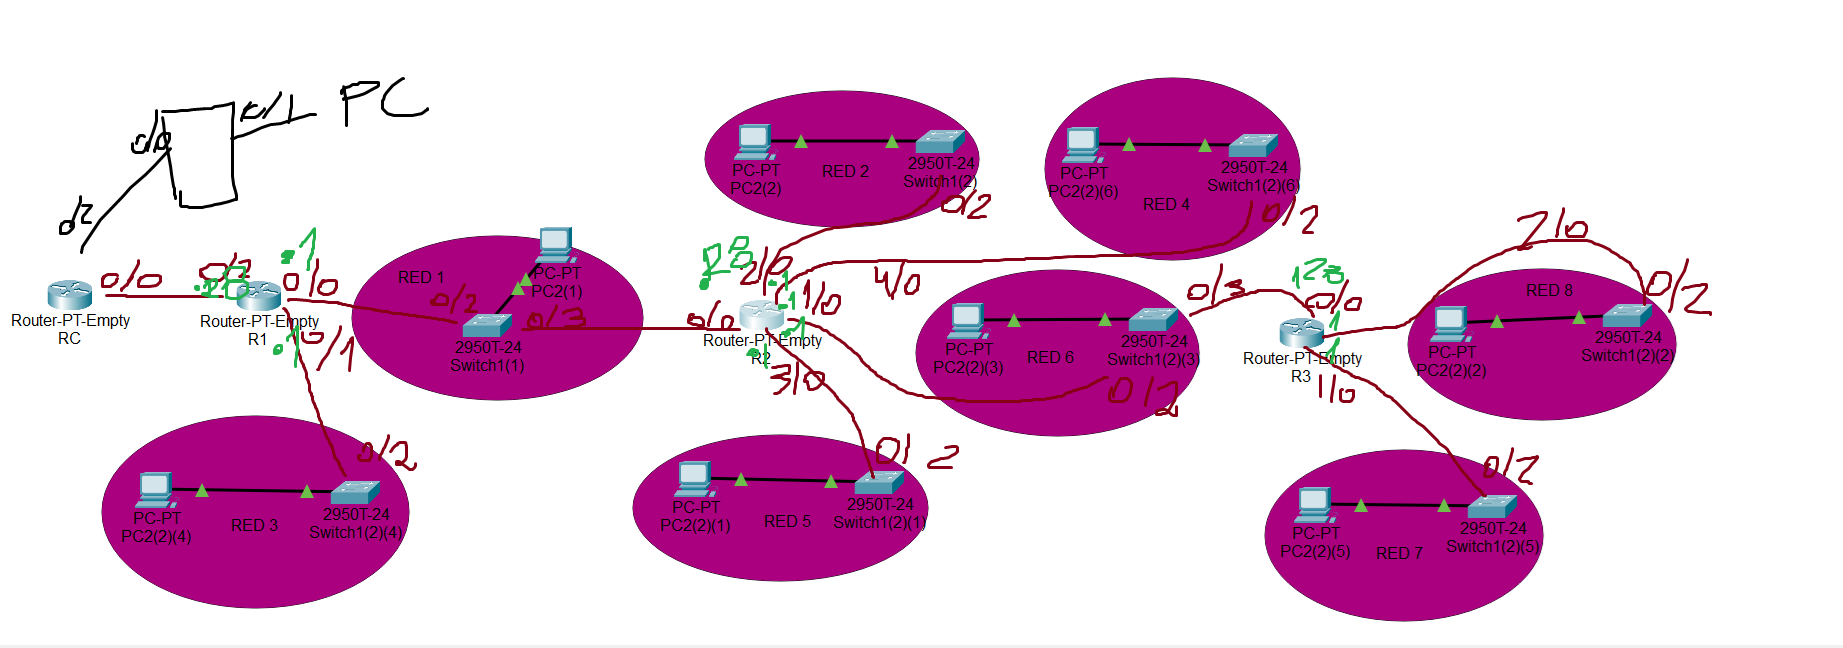 PC
0/1
0/0
0/2
Router-PT-Empty
RC
0/0
.1
Router-PT-Empty
R1
0/0
.1
RED 1
PC-PT
PC2(1)
0/2
0/3
2950T-24
Switch1(1)
PC-PT
PC2(2)
RED 2
2950T-24
Switch1(2)
0/2
PC-PT
PC2(2)(6)
RED 4
2950T-24
Switch1(2)(6)
0/2
2/0
.1
.1
.1
1/0
4/0
0/0
Router-PT-Empty
R2
3/0
PC-PT
PC2(2)(3)
RED 6
2950T-24
Switch1(2)(3)
0/2
0/3
0/0
1
1
Router-PT-Empty
R3
1/0
2/0
RED 8
PC-PT
PC2(2)(2)
2950T-24
Switch1(2)(2)
0/2
PC-PT
PC2(2)(4)
RED 3
2950T-24
Switch1(2)(4)
0/2
PC-PT
PC2(2)(1)
RED 5
2950T-24
Switch1(2)(1)
0/2
PC-PT
PC2(2)(5)
RED 7
2950T-24
Switch1(2)(5)
0/2